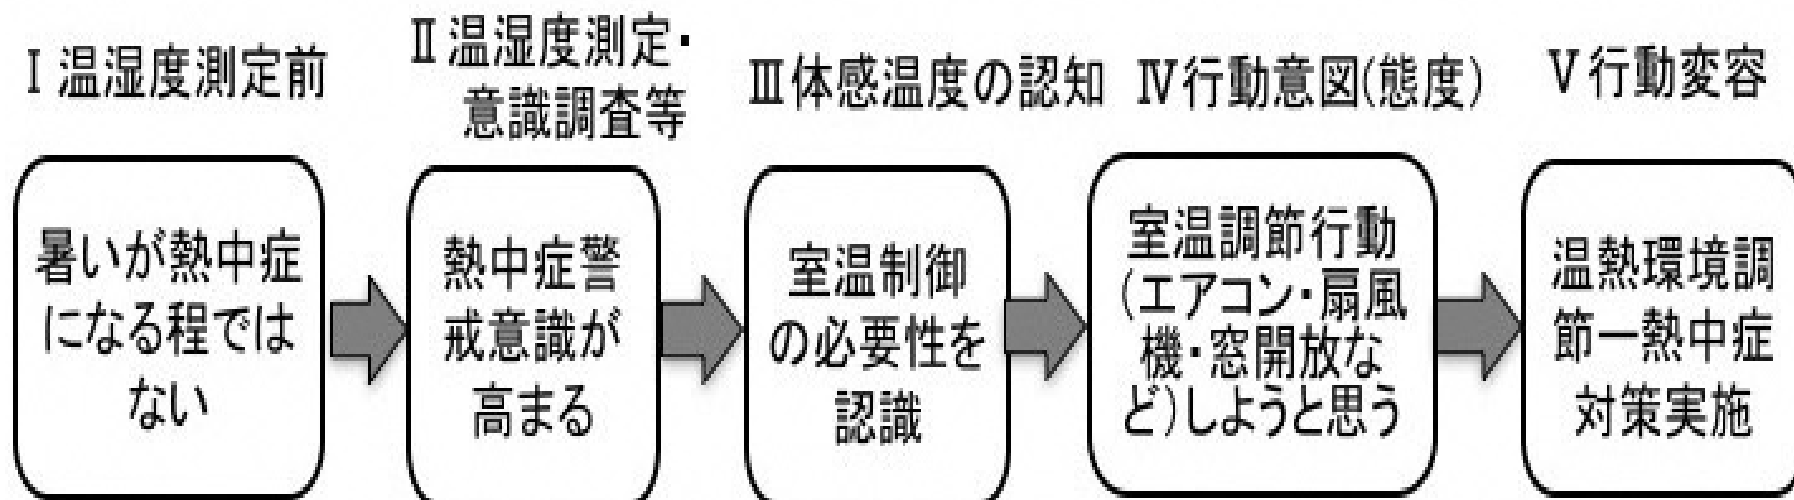 Ⅰ温湿度測定前
Ⅱ温湿度測定・
意識調査等
Ⅲ体感温度の認知
Ⅳ行動意図(態度)
Ⅴ行動変容
暑いが熱中症
になる程では
ない
熱中症警
戒意識が
高まる
室温制御
の必要性を
認識
室温調節行動
(エアコン・扇風
機・窓開放な
ど)しようと思う
温熱環境調
節ー熱中症
対策実施